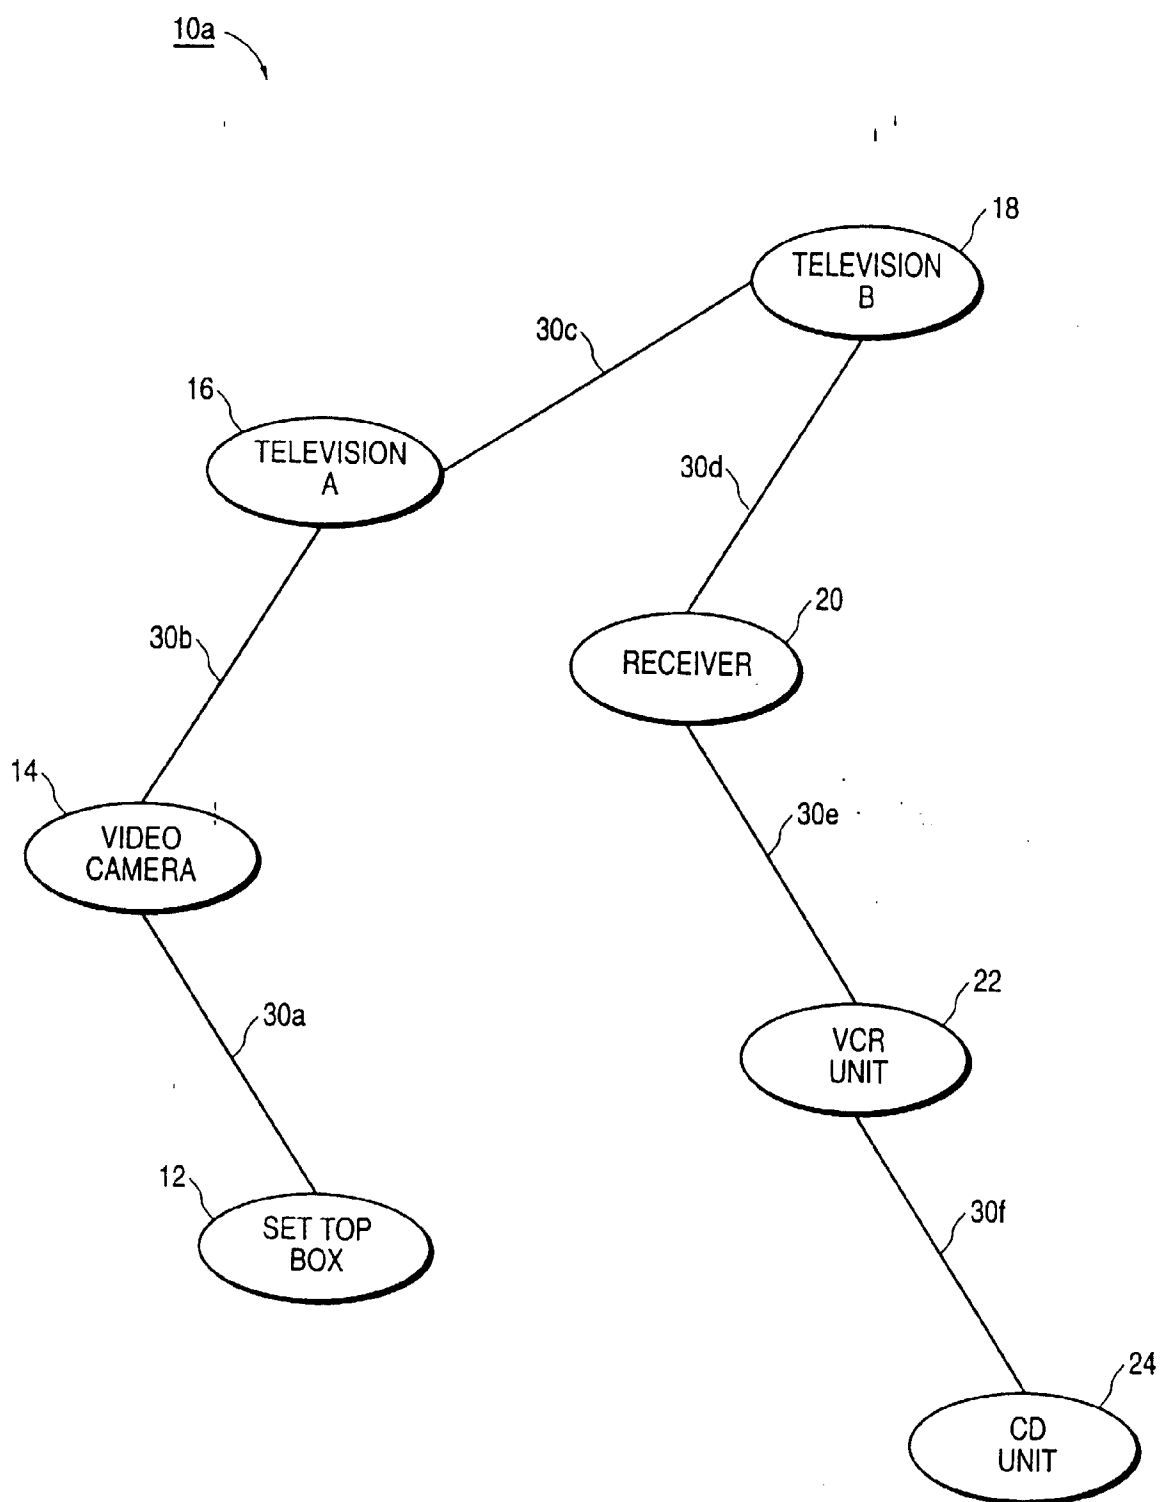 10a
18
TELEVISION
B
30c
16
TELEVISION
A
30d
20
RECEIVER
30b
14
VIDEO
CAMERA
30e
22
VCR
UNIT
30a
12
SET TOP
BOX
30f
24
CD
UNIT